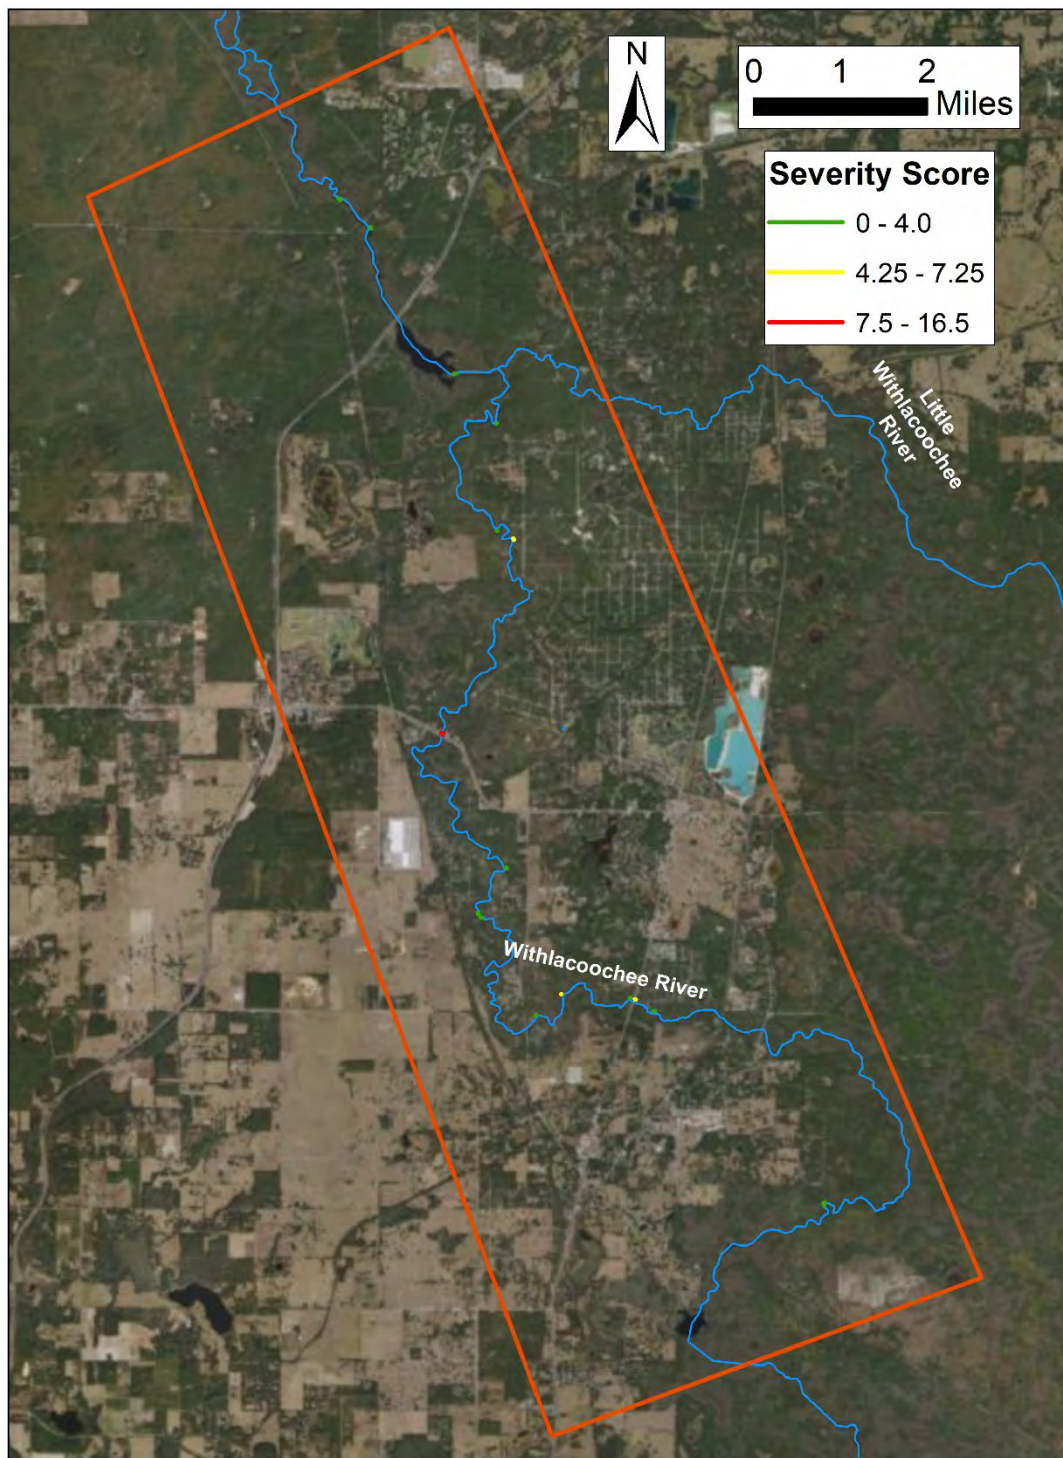 N
0 1 2
Miles
Severity Score
0 - 4.0
4.25 - 7.25
7.5 - 16.5
Little
Withlacoochee
River
Withlacoochee River